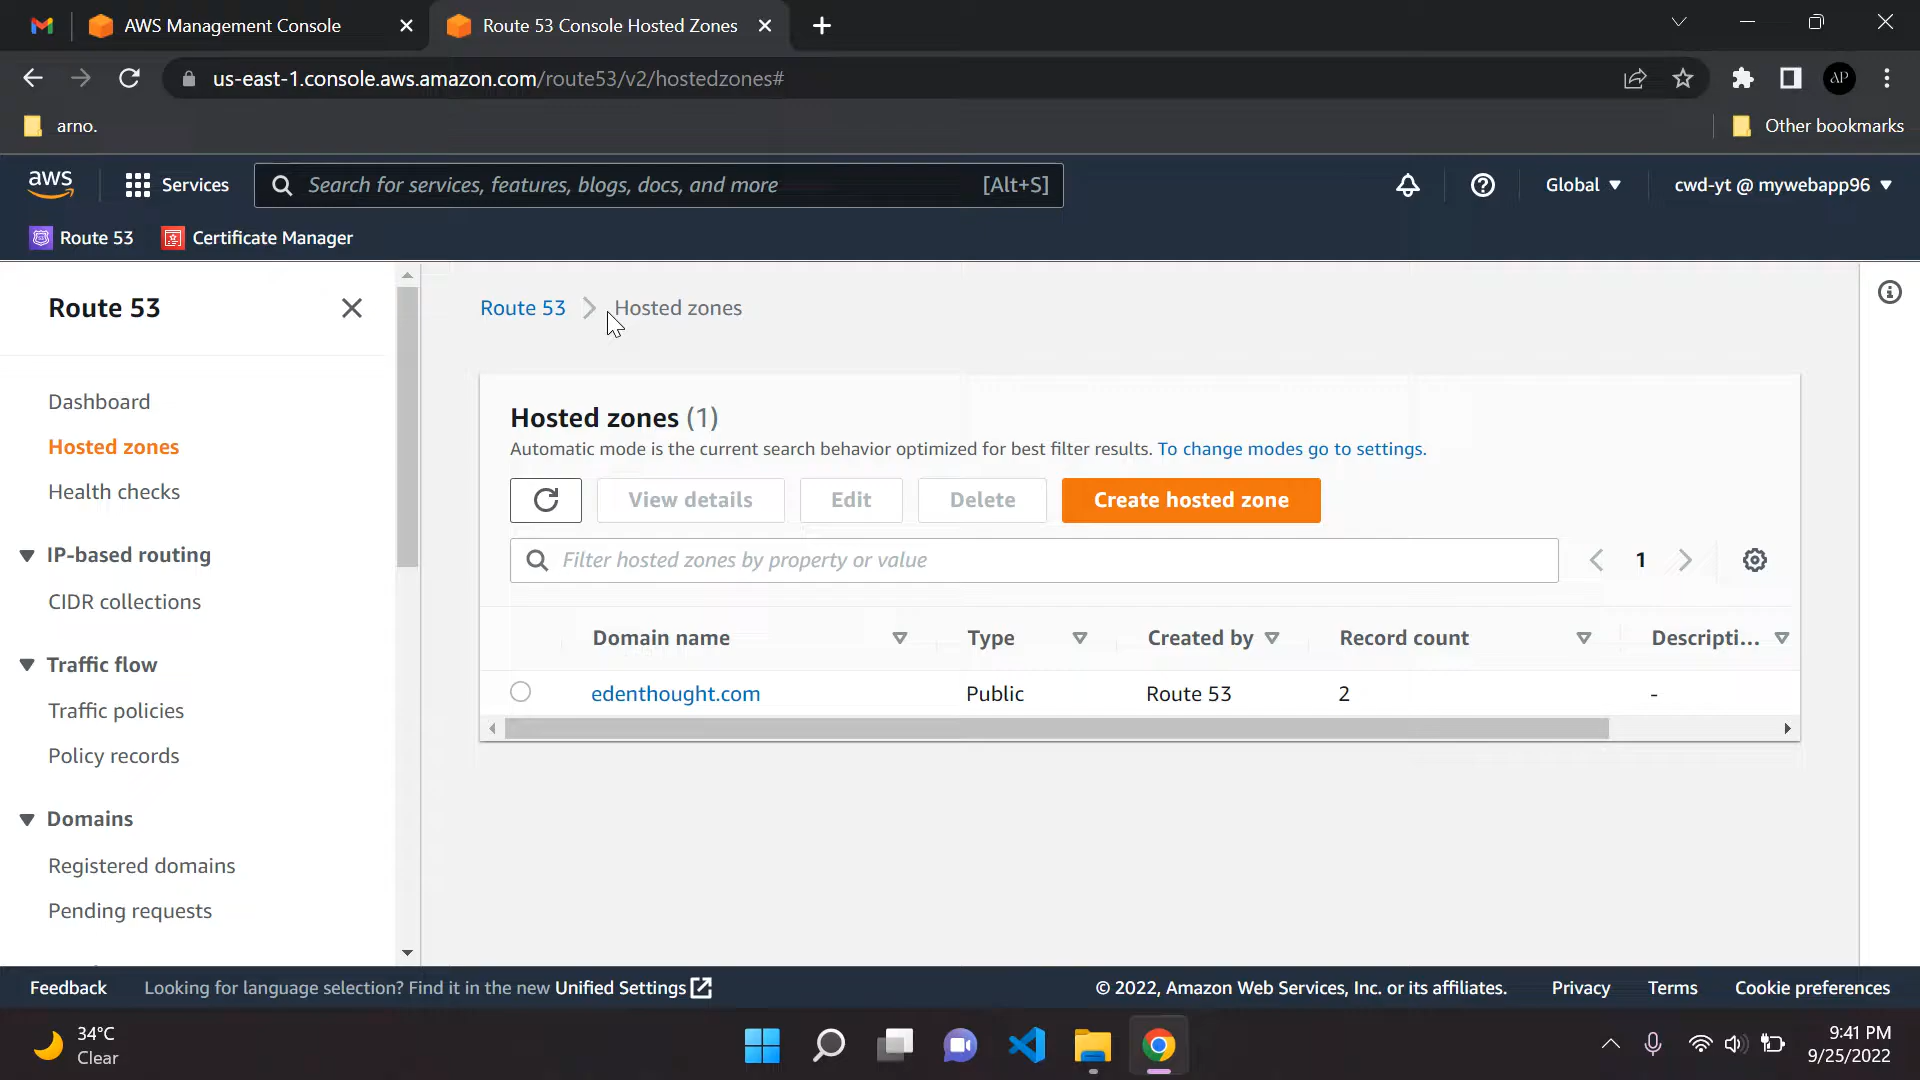 AWS Management Console
Route 53 Console Hosted Zones
us-east-1.console.aws.amazon.com/route53/v2/hostedzones#
AP
arno.
Other bookmarks
aws
Services
Search for services, features, blogs, docs, and more
[Alt+S]
Global
cwd-yt @ mywebapp96
Route 53
Certificate Manager
Route 53
Dashboard
Hosted zones
Health checks
IP-based routing
CIDR collections
Traffic flow
Traffic policies
Policy records
Domains
Registered domains
Pending requests
Route 53
Hosted zones
Hosted zones (1)
Automatic mode is the current search behavior optimized for best filter results. To change modes go to settings.
View details
Edit
Delete
Create hosted zone
Filter hosted zones by property or value
1
Domain name
Type
Created by
Record count
Descripti...
edenthought.com
Public
Route 53
2
-
Feedback
Looking for language selection? Find it in the new Unified Settings
© 2022, Amazon Web Services, Inc. or its affiliates.
Privacy
Terms
Cookie preferences
34°C
Clear
9:41 PM
9/25/2022